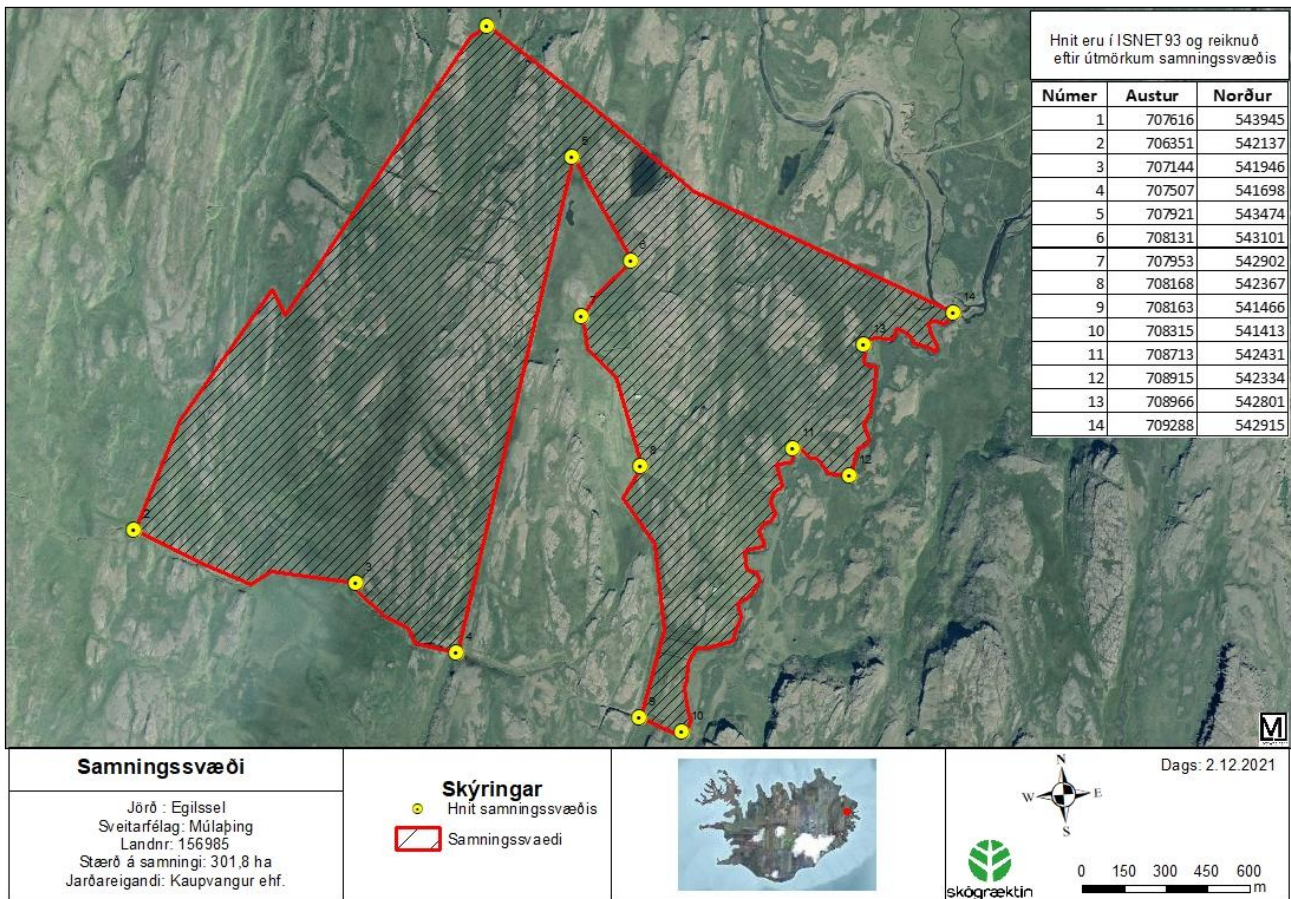 Hnit eru í ISNET93 og reiknuð
eftir útmörkum samningssvæðis
Númer Austur Norður
1 707616 543945
2 706351 542137
3 707144 541946
4 707507 541698
5 707921 543474
6 708131 543101
7 707953 542902
8 708168 542367
9 708163 541466
10 708315 541413
11 708713 542431
12 708915 542334
13 708966 542801
14 709288 542915
1
5
6
14
7
13
11
8
12
2
3
4
9
10
M
Samningssvæði
Jörð : Egilssel
Sveitarfélag: Múlaþing
Landnr: 156985
Stærð á samningi: 301,8 ha
Jarðareigandi: Kaupvangur ehf.
Skýringar
Hnit samningssvæðis
Samningssvaedi
N
W E
S
Dags: 2.12.2021
skógræktin
0 150 300 450 600
m